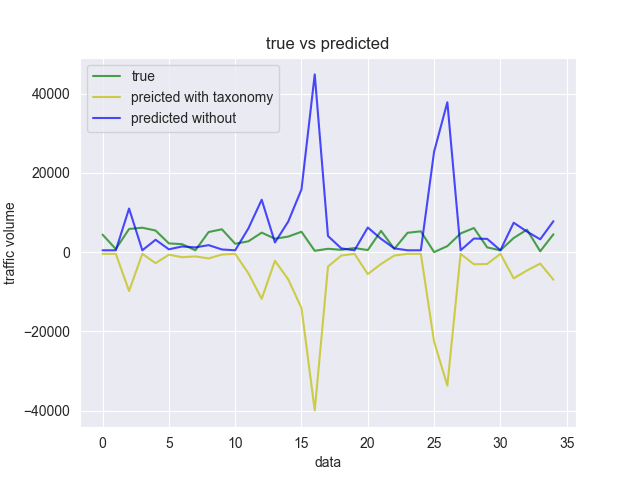 true vs predicted
true
preicted with taxonomy
predicted without
traffic volume
40000
20000
0
−20000
−40000
0 5 10 15 20 25 30 35
data